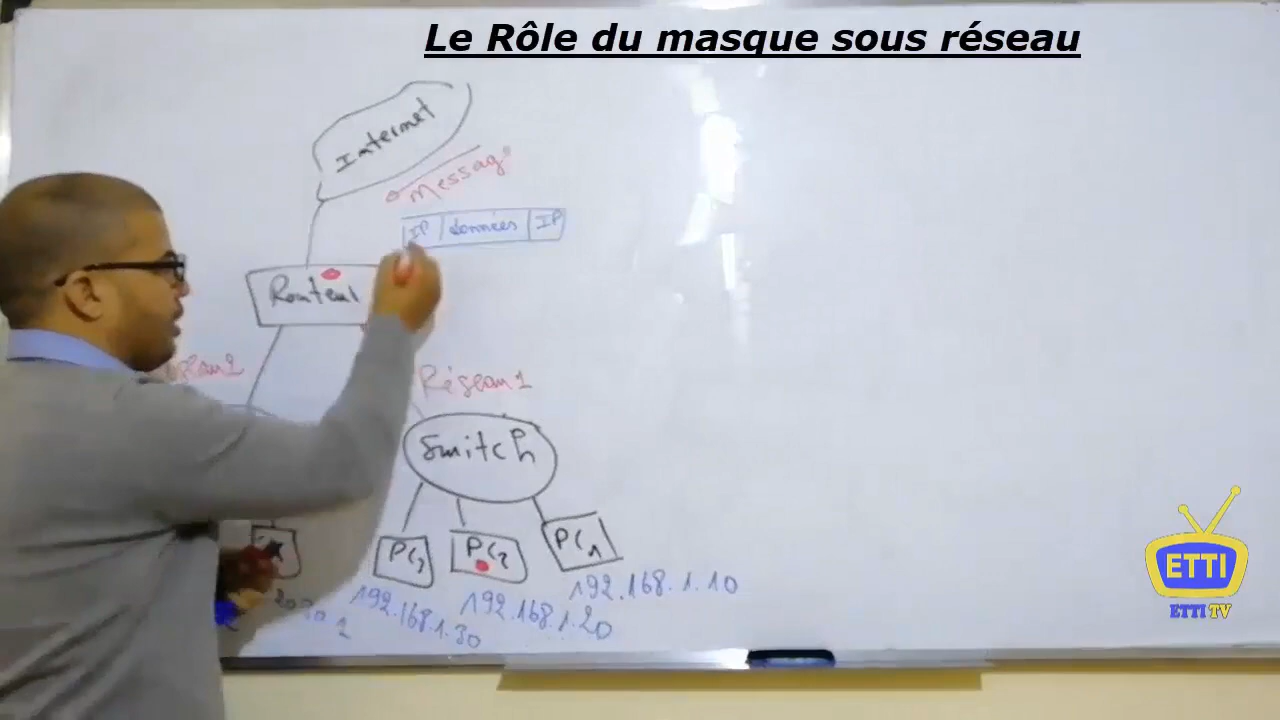 Le Rôle du masque sous réseau
Internet
Message
IP données IP
Routeur
Réseau 1
Switch
PC3 PC2 PC1
192.168.1.10
192.168.1.20
192.168.1.30
ETTI
ETTI TV